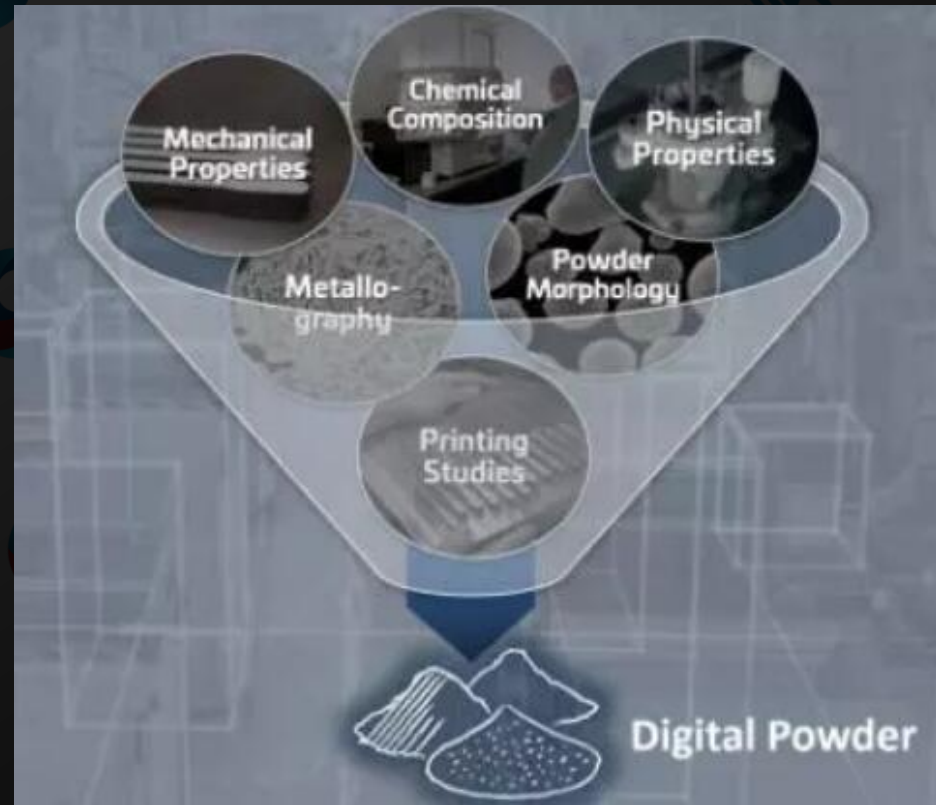 Chemical
Composition
Mechanical
Properties
Physical
Properties
Metallo-
graphy
Powder
Morphology
Printing
Studies
Digital Powder